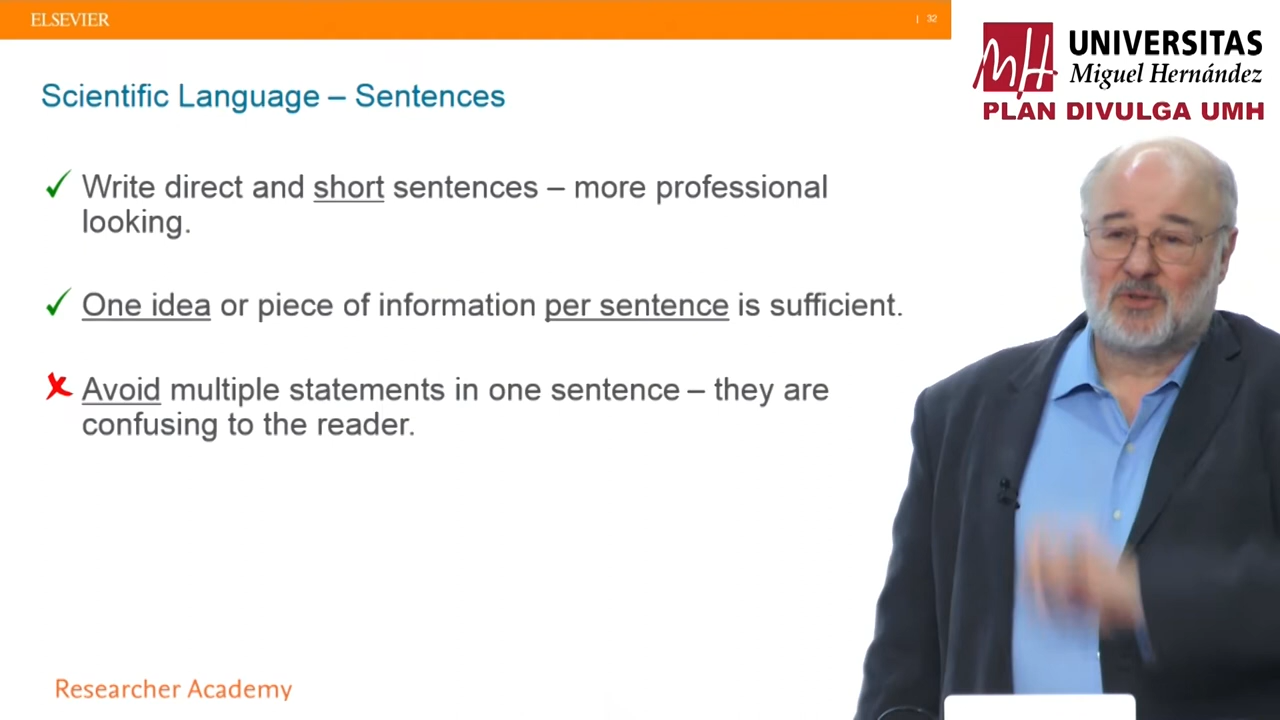 ELSEVIER
| 32
UNIVERSITAS
Miguel Hernández
PLAN DIVULGA UMH
Scientific Language – Sentences
✓ Write direct and short sentences – more professional
looking.
✓ One idea or piece of information per sentence is sufficient.
✗ Avoid multiple statements in one sentence – they are
confusing to the reader.
Researcher Academy